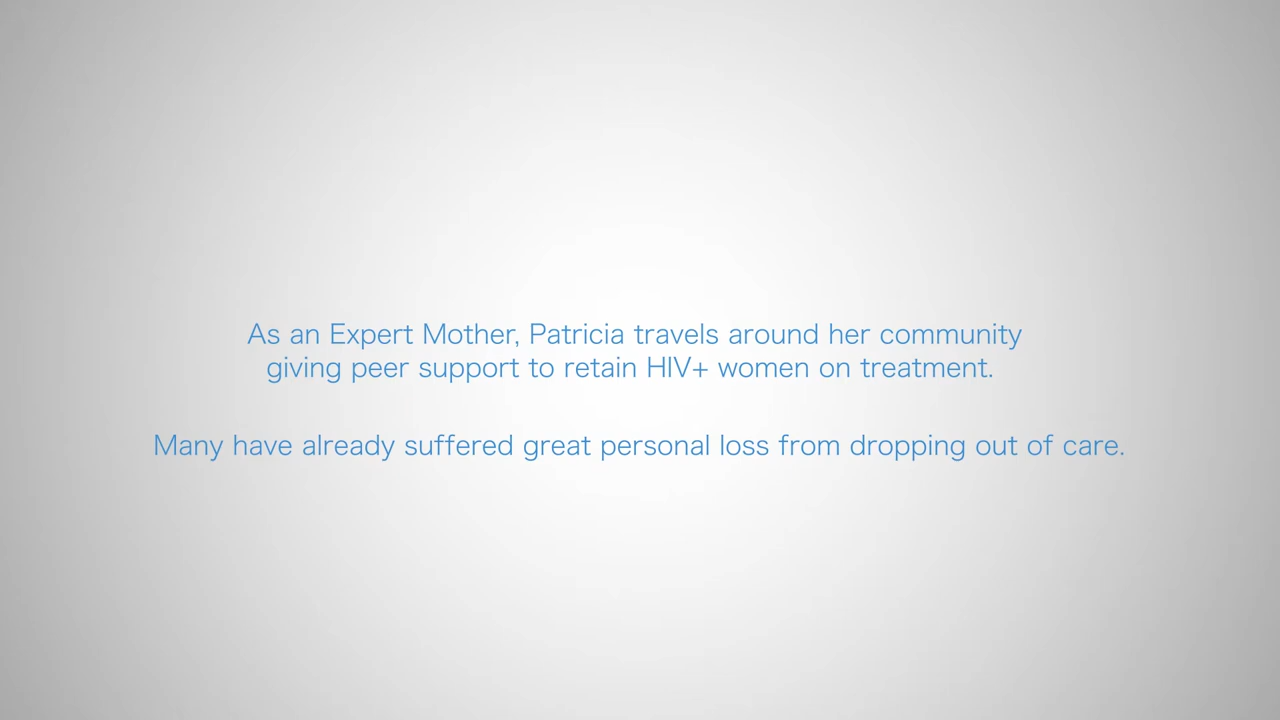 As an Expert Mother, Patricia travels around her community
giving peer support to retain HIV+ women on treatment.
Many have already suffered great personal loss from dropping out of care.